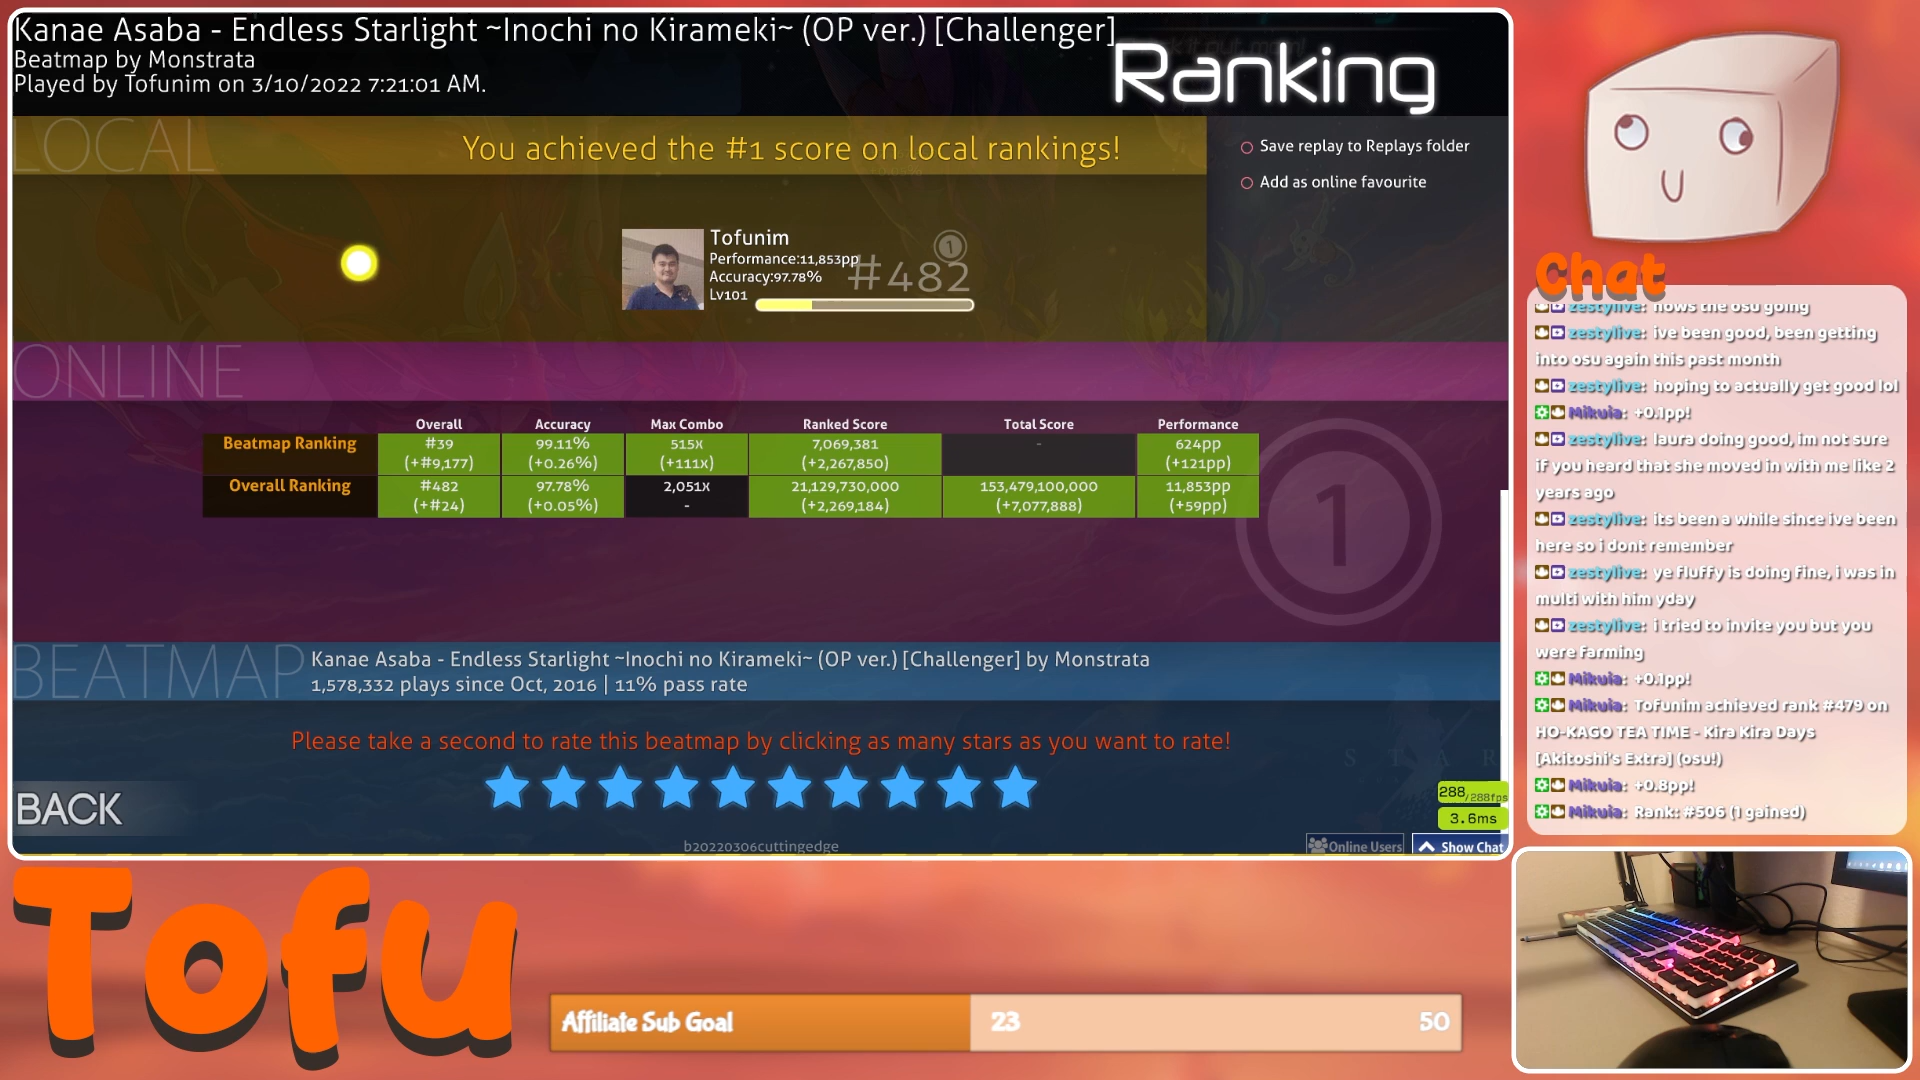 Kanae Asaba - Endless Starlight ~Inochi no Kirameki~ (OP ver.) [Challenger]
Beatmap by Monstrata
Played by Tofunim on 3/10/2022 7:21:01 AM.
Ranking
LOCAL
You achieved the #1 score on local rankings!
Save replay to Replays folder
Add as online favourite
Tofunim
Performance:11,853pp
Accuracy:97.78%
Lv101
1
#482
ONLINE
Overall Accuracy Max Combo Ranked Score Total Score Performance
Beatmap Ranking #39 99.11% 515x 7,069,381 - 624pp
(+#9,177) (+0.26%) (+111x) (+2,267,850) (+121pp)
Overall Ranking #482 97.78% 2,051x 21,129,730,000 153,479,100,000 11,853pp
(+#24) (+0.05%) - (+2,269,184) (+7,077,888) (+59pp)
1
BEATMAP
Kanae Asaba - Endless Starlight ~Inochi no Kirameki~ (OP ver.) [Challenger] by Monstrata
1,578,332 plays since Oct, 2016 | 11% pass rate
Please take a second to rate this beatmap by clicking as many stars as you want to rate!
STAR
BACK
288/288fps
3.6ms
b20220306cuttingedge
Online Users
Show Chat
Chat
zestylive: hows the osu going
zestylive: ive been good, been getting
into osu again this past month
zestylive: hoping to actually get good lol
Mikuia: +0.1pp!
zestylive: laura doing good, im not sure
if you heard that she moved in with me like 2
years ago
zestylive: its been a while since ive been
here so i dont remember
zestylive: ye fluffy is doing fine, i was in
multi with him yday
zestylive: i tried to invite you but you
were farming
Mikuia: +0.1pp!
Mikuia: Tofunim achieved rank #479 on
HO-KAGO TEA TIME - Kira Kira Days
[Akitoshi's Extra] (osu!)
Mikuia: +0.8pp!
Mikuia: Rank: #506 (1 gained)
Tofu
Affiliate Sub Goal 23 50